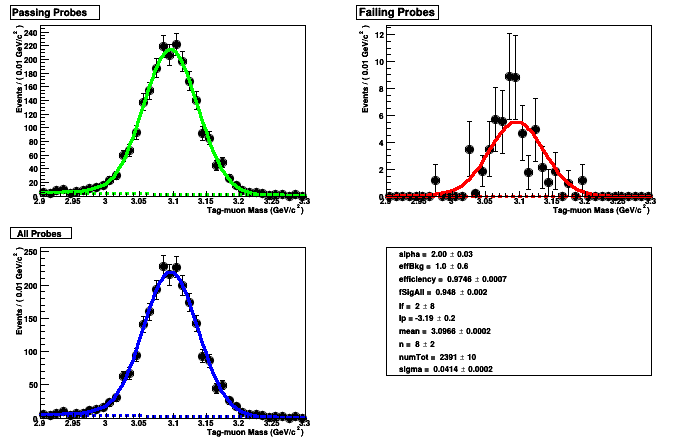 Passing Probes
Events / ( 0.01 GeV/c² )
240
220
200
180
160
140
120
100
80
60
40
20
0
2.9 2.95 3 3.05 3.1 3.15 3.2 3.25 3.3
Tag-muon Mass (GeV/c²)
Failing Probes
Events / ( 0.01 GeV/c² )
12
10
8
6
4
2
0
2.9 2.95 3 3.05 3.1 3.15 3.2 3.25 3.3
Tag-muon Mass (GeV/c²)
All Probes
Events / ( 0.01 GeV/c² )
250
200
150
100
50
0
2.9 2.95 3 3.05 3.1 3.15 3.2 3.25 3.3
Tag-muon Mass (GeV/c²)
alpha = 2.00 ± 0.03
effBkg = 1.0 ± 0.6
efficiency = 0.9746 ± 0.0007
fSigAll = 0.948 ± 0.002
lf = 2 ± 8
lp = -3.19 ± 0.2
mean = 3.0966 ± 0.0002
n = 8 ± 2
numTot = 2391 ± 10
sigma = 0.0414 ± 0.0002